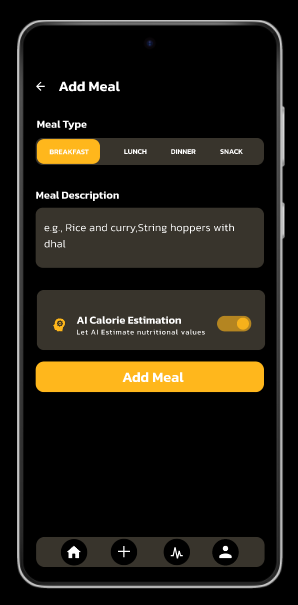 Add Meal
Meal Type
BREAKFAST LUNCH DINNER SNACK
Meal Description
e.g., Rice and curry,String hoppers with
dhal
AI Calorie Estimation
Let AI Estimate nutritional values
Add Meal